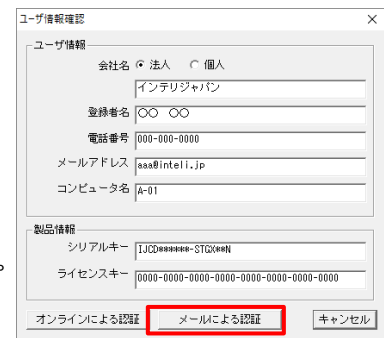 ユーザ情報確認
ユーザ情報
会社名 法人 個人
インテリジャパン
登録者名 〇〇 〇〇
電話番号 000-000-0000
メールアドレス aaa@inteli.jp
コンピュータ名 A-01
製品情報
シリアルキー IJCD******-STGX**N
。
ライセンスキー 0000-0000-0000-0000-0000-0000-0000
オンラインによる認証 メールによる認証 キャンセル